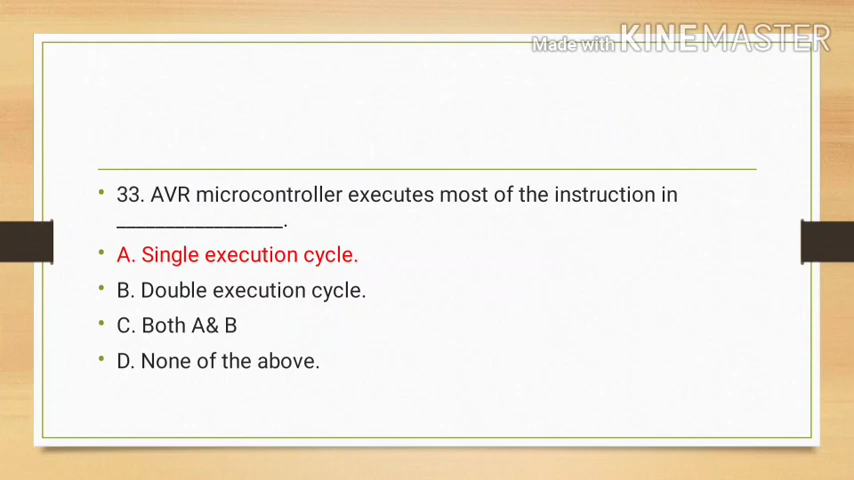 Made with KINEMASTER
• 33. AVR microcontroller executes most of the instruction in
_________________.
• A. Single execution cycle.
• B. Double execution cycle.
• C. Both A& B
• D. None of the above.